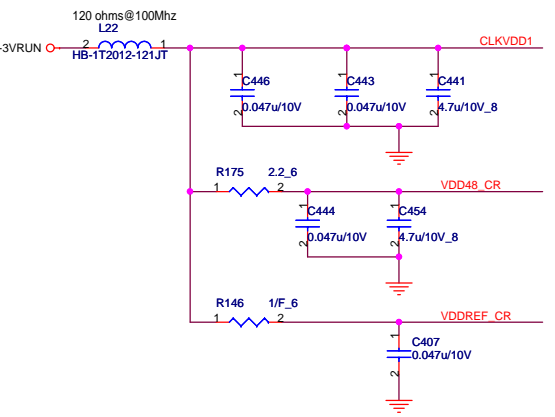 120 ohms@100Mhz
L22
-3VRUN 2 1 CLKVDD1
HB-1T2012-121JT
1 C446 1 C443 1 C441
0.047u/10V 0.047u/10V 4.7u/10V_8
2 2 2
R175 2.2_6
1 2 VDD48_CR
1 C444 1 C454
0.047u/10V 4.7u/10V_8
2 2
R146 1/F_6
1 2 VDDREF_CR
1 C407
0.047u/10V
2